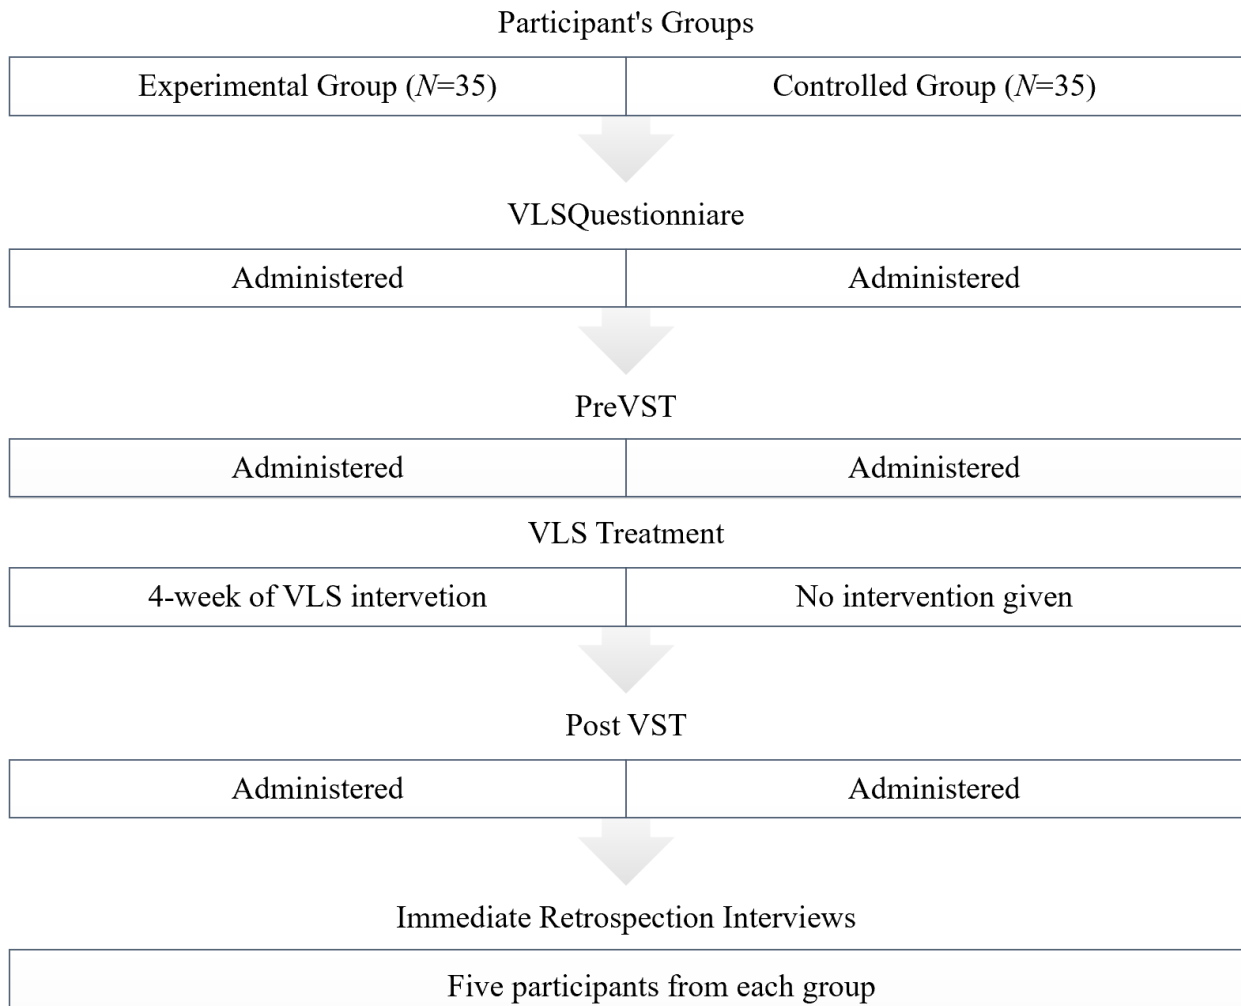 Participant's Groups
Experimental Group (N=35) Controlled Group (N=35)
VLSQuestionniare
Administered Administered
PreVST
Administered Administered
VLS Treatment
4-week of VLS intervetion No intervention given
Post VST
Administered Administered
Immediate Retrospection Interviews
Five participants from each group